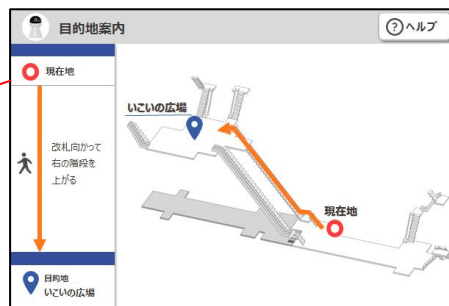 目的地案内
?ヘルプ
現在地
改札向かって
右の階段を
上がる
目的地
いこいの広場
いこいの広場
現在地